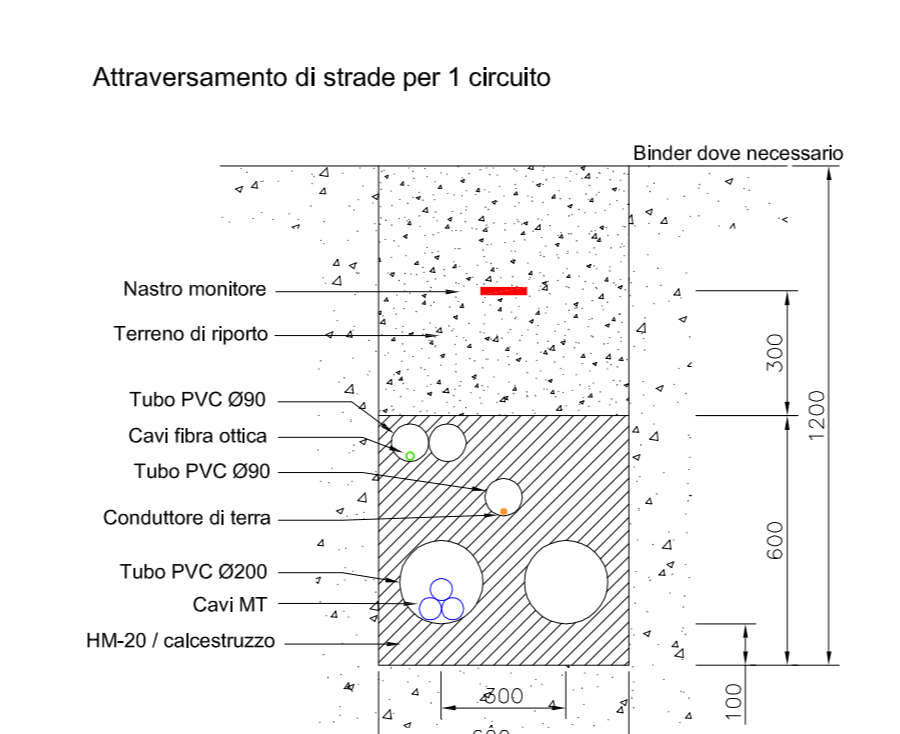 Attraversamento di strade per 1 circuito
Binder dove necessario
Nastro monitore
Terreno di riporto
300
1200
Tubo PVC Ø90
Cavi fibra ottica
Tubo PVC Ø90
Conduttore di terra
600
Tubo PVC Ø200
Cavi MT
HM-20 / calcestruzzo
100
300